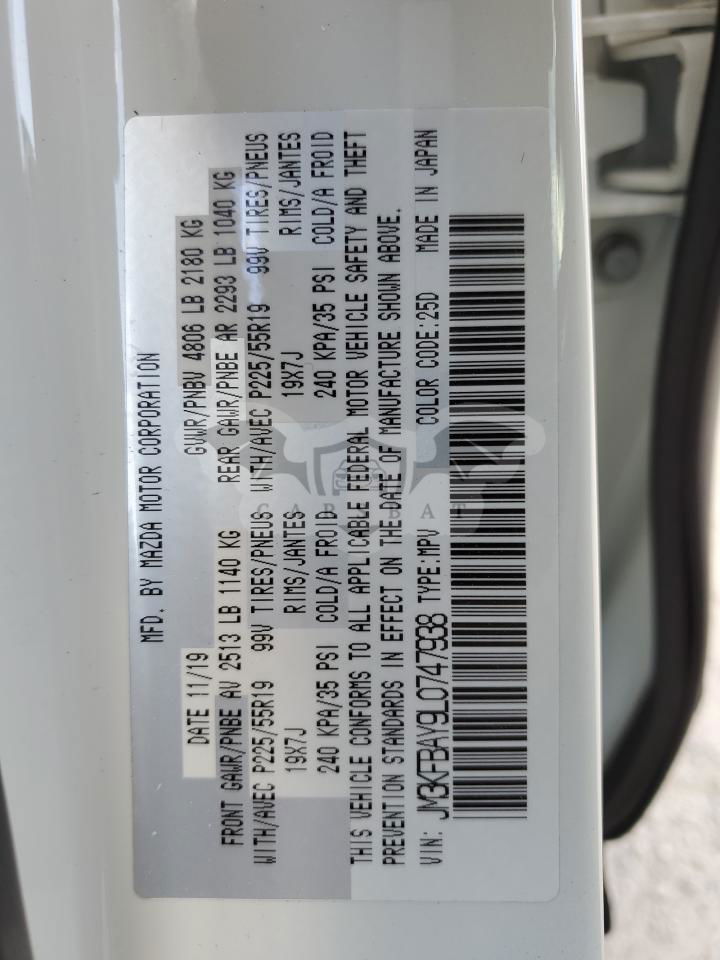 MFD. BY MAZDA MOTOR CORPORATION
DATE 11/19 GVWR/PNBV 4806 LB 2180 KG
FRONT GAWR/PNBE AV 2513 LB 1140 KG REAR GAWR/PNBE AR 2293 LB 1040 KG
WITH/AVEC P225/55R19 99V TIRES/PNEUS WITH/AVEC P225/55R19 99V TIRES/PNEUS
19X7J RIMS/JANTES 19X7J RIMS/JANTES
240 KPA/35 PSI COLD/A FROID 240 KPA/35 PSI COLD/A FROID
THIS VEHICLE CONFORMS TO ALL APPLICABLE FEDERAL MOTOR VEHICLE SAFETY AND THEFT
PREVENTION STANDARDS IN EFFECT ON THE DATE OF MANUFACTURE SHOWN ABOVE.
VIN: JM3KFBAY9L0747938 TYPE:MPV COLOR CODE:25D MADE IN JAPAN